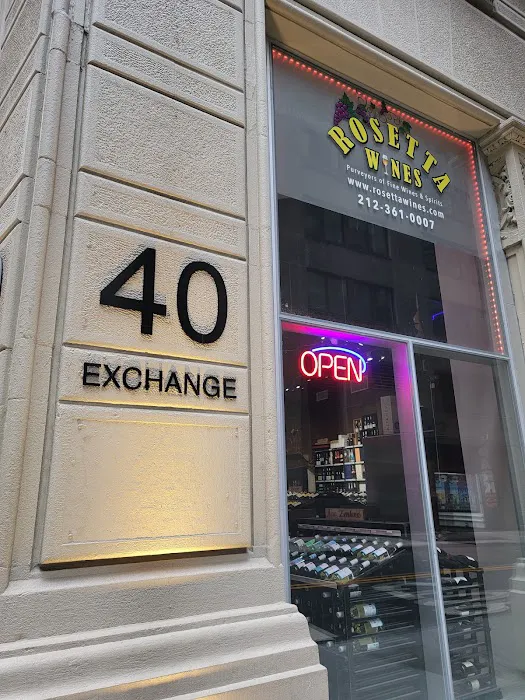 40
EXCHANGE
ROSETTA
WINES
Purveyors of Fine Wines & Spirits
www.rosettawines.com
212-361-0007
OPEN